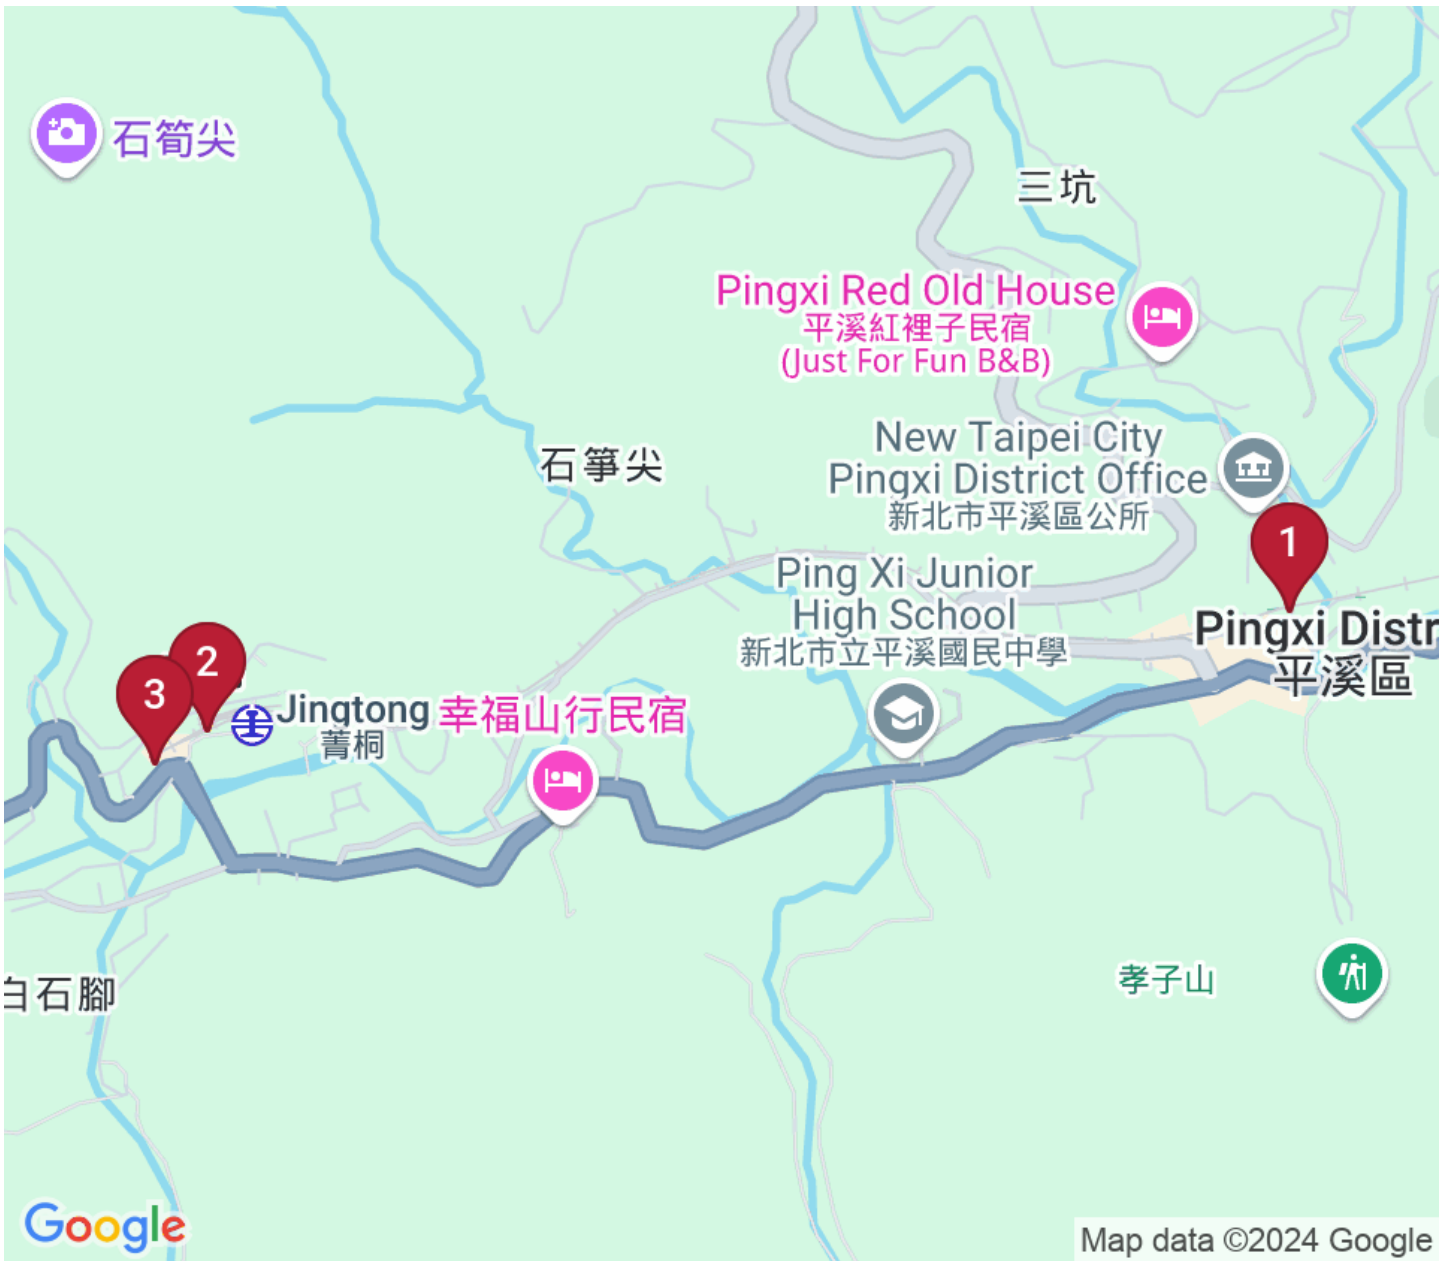 石筍尖
三坑
Pingxi Red Old House
平溪紅裡子民宿
(Just For Fun B&B)
石箏尖
New Taipei City
Pingxi District Office
新北市平溪區公所
1
Ping Xi Junior
High School
新北市立平溪國民中學
Pingxi Distr
平溪區
2
3
Jingtong
菁桐
幸福山行民宿
白石腳
孝子山
Google
Map data ©2024 Google